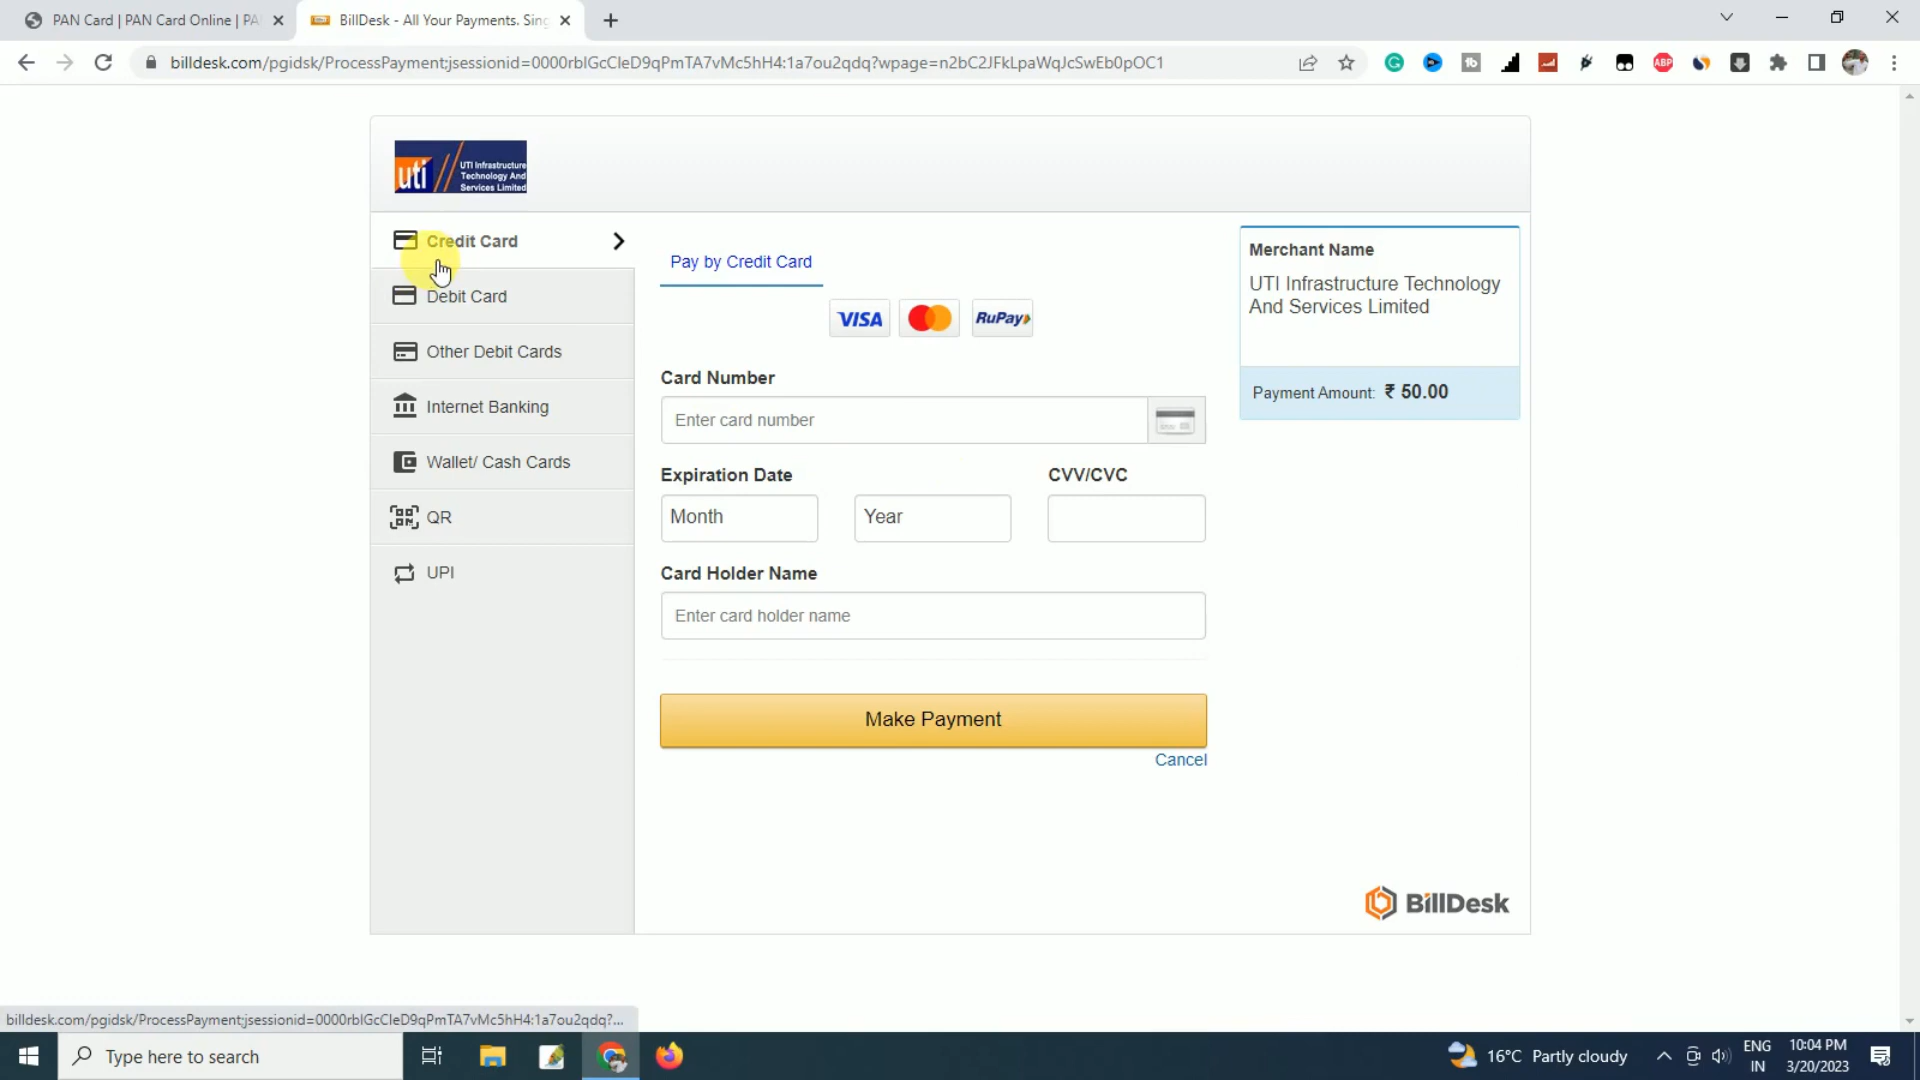 PAN Card | PAN Card Online | PA
BillDesk - All Your Payments. Sing
billdesk.com/pgidsk/ProcessPayment;jsessionid=0000rblGcCIeD9qPmTA7vMc5hH4:1a7ou2qdq?wpage=n2bC2JFkLpaWqJcSwEb0pOC1
ABP
uti
UTI Infrastructure
Technology And
Services Limited
Credit Card
Debit Card
Other Debit Cards
Internet Banking
Wallet/ Cash Cards
QR
UPI
Pay by Credit Card
VISA
RuPay
Card Number
Enter card number
Expiration Date
CVV/CVC
Month
Year
Card Holder Name
Enter card holder name
Make Payment
Cancel
Merchant Name
UTI Infrastructure Technology
And Services Limited
Payment Amount: ₹ 50.00
BillDesk
billdesk.com/pgidsk/ProcessPayment;jsessionid=0000rblGcCIeD9qPmTA7vMc5hH4:1a7ou2qdq?...
Type here to search
16°C Partly cloudy
ENG
IN
10:04 PM
3/20/2023